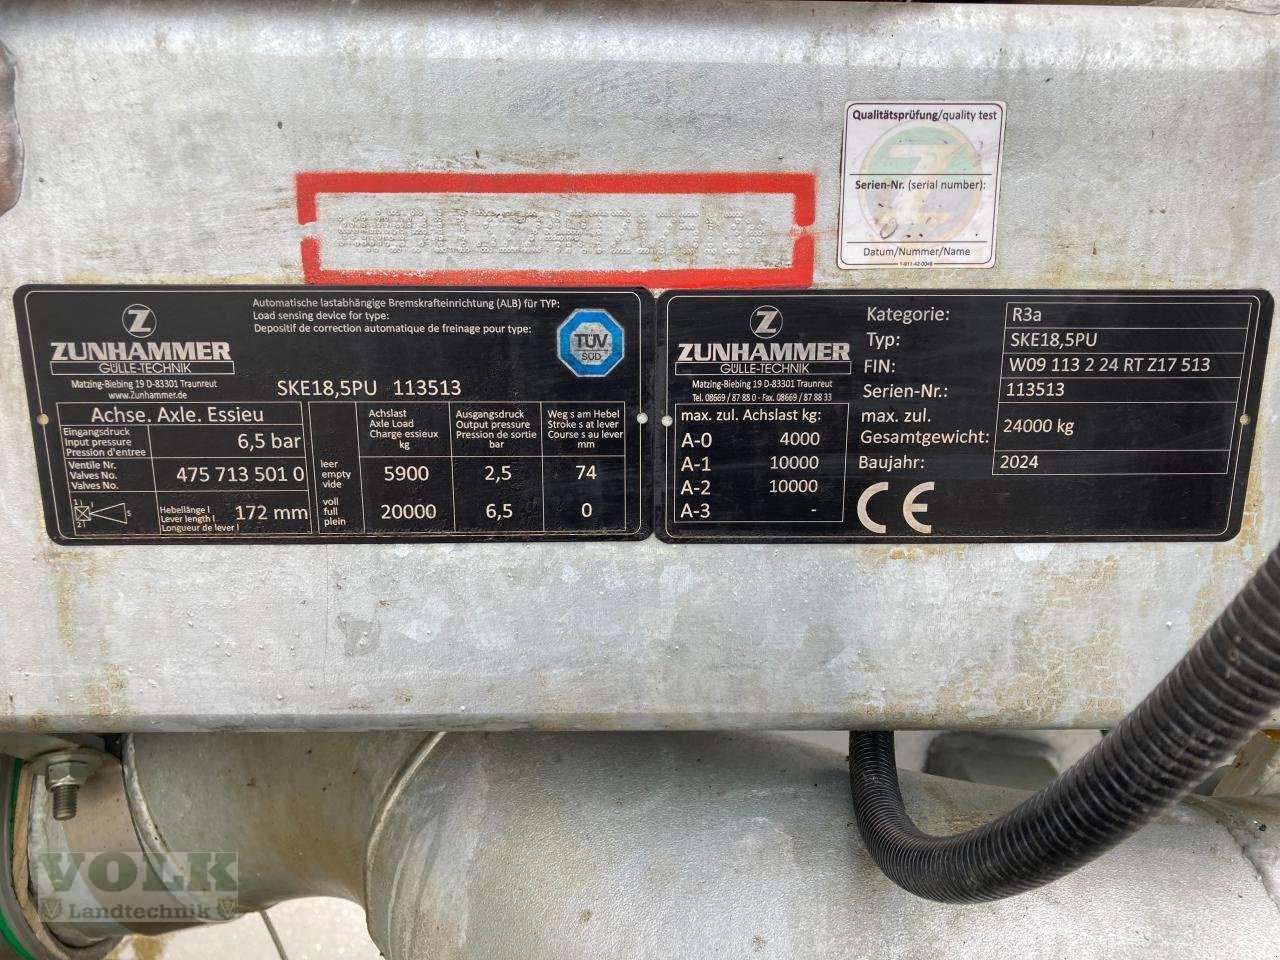 Qualitätsprüfung/quality test
Serien-Nr. (serial number):
Datum/Nummer/Name
1-911-42-0048
Z
ZUNHAMMER
GÜLLE-TECHNIK
Matzing-Biebing 19 D-83301 Traunreut
www.Zunhammer.de
Automatische lastabhängige Bremskrafteinrichtung (ALB) für TYP:
Load sensing device for type:
Depositif de correction automatique de freinage pour type:
TÜV
SÜD
SKE18,5PU 113513
Achse. Axle. Essieu
Eingangsdruck
Input pressure
Pression d'entree
6,5 bar
Ventile Nr.
Valves No.
Valves No.
475 713 501 0
1
2
S
Hebellänge l
Lever length l
Longueur de lever l
172 mm
Achslast
Axle Load
Charge essieux
kg
Ausgangsdruck
Output pressure
Pression de sortie
bar
Weg s am Hebel
Stroke s at lever
Course s au lever
mm
leer
empty
vide
5900 2,5 74
voll
full
plein
20000 6,5 0
Z
ZUNHAMMER
GÜLLE-TECHNIK
Matzing-Biebing 19 D-83301 Traunreut
Tel. 08669 / 87 88 0 - Fax. 08669 / 87 88 33
max. zul. Achslast kg:
A-0 4000
A-1 10000
A-2 10000
A-3 -
Kategorie: R3a
Typ: SKE18,5PU
FIN: W09 113 2 24 RT Z17 513
Serien-Nr.: 113513
max. zul.
Gesamtgewicht: 24000 kg
Baujahr: 2024
CE
VOLK
Landtechnik